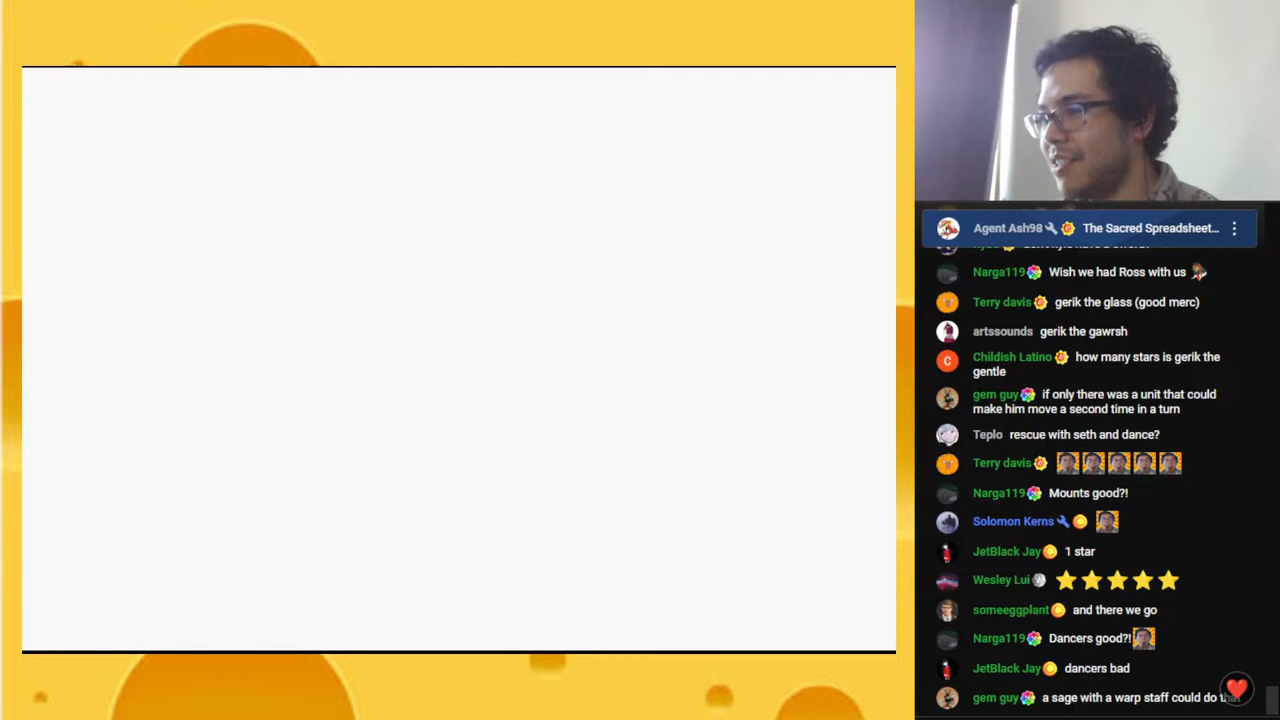 Agent Ash98 The Sacred Spreadsheet...
Narga119 Wish we had Ross with us
Terry davis gerik the glass (good merc)
artssounds gerik the gawrsh
Childish Latino how many stars is gerik the
gentle
gem guy if only there was a unit that could
make him move a second time in a turn
Teplo rescue with seth and dance?
Terry davis
Narga119 Mounts good?!
Solomon Kerns
JetBlack Jay 1 star
Wesley Lui
someeggplant and there we go
Narga119 Dancers good?!
JetBlack Jay dancers bad
gem guy a sage with a warp staff could do